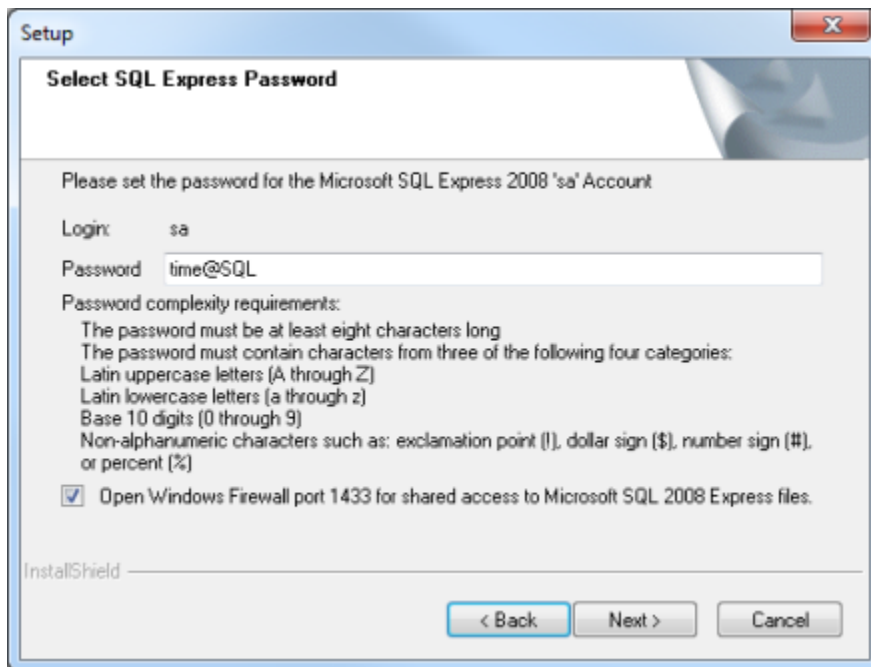 Setup
Select SQL Express Password
Please set the password for the Microsoft SQL Express 2008 'sa' Account
Login: sa
Password time@SQL
Password complexity requirements:
The password must be at least eight characters long
The password must contain characters from three of the following four categories:
Latin uppercase letters (A through Z)
Latin lowercase letters (a through z)
Base 10 digits (0 through 9)
Non-alphanumeric characters such as: exclamation point (!), dollar sign ($), number sign (#),
or percent (%)
Open Windows Firewall port 1433 for shared access to Microsoft SQL 2008 Express files.
InstallShield
< Back Next > Cancel